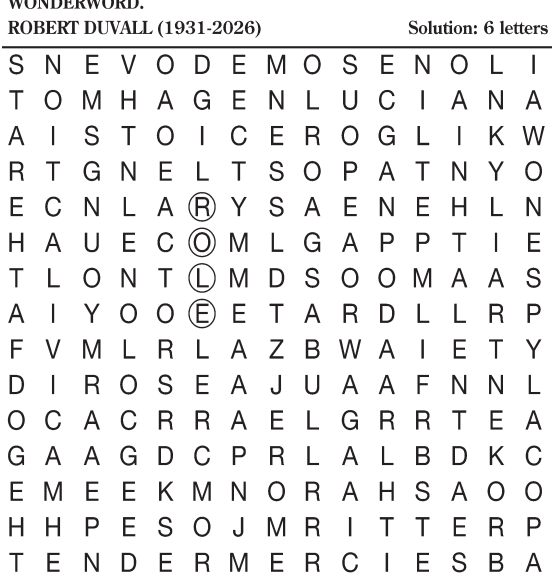 WONDERWORD.
ROBERT DUVALL (1931-2026) Solution: 6 letters
S N E V O D E M O S E N O L I
T O M H A G E N L U C I A N A
A I S T O I C E R O G L I K W
R T G N E L T S O P A T N Y O
E C N L A R Y S A E N E H L N
H A U E C O M L G A P P T I E
T L O N T L M D S O O M A A S
A I Y O O E E T A R D L L R P
F V M L R L A Z B W A I E T Y
D I R O S E A J U A A F N N L
O C A C R R A E L G R R T E A
G A A G D C P R L A L B D K C
E M E E K M N O R A H S A O O
H H P E S O J M R I T T E R P
T E N D E R M E R C I E S B A